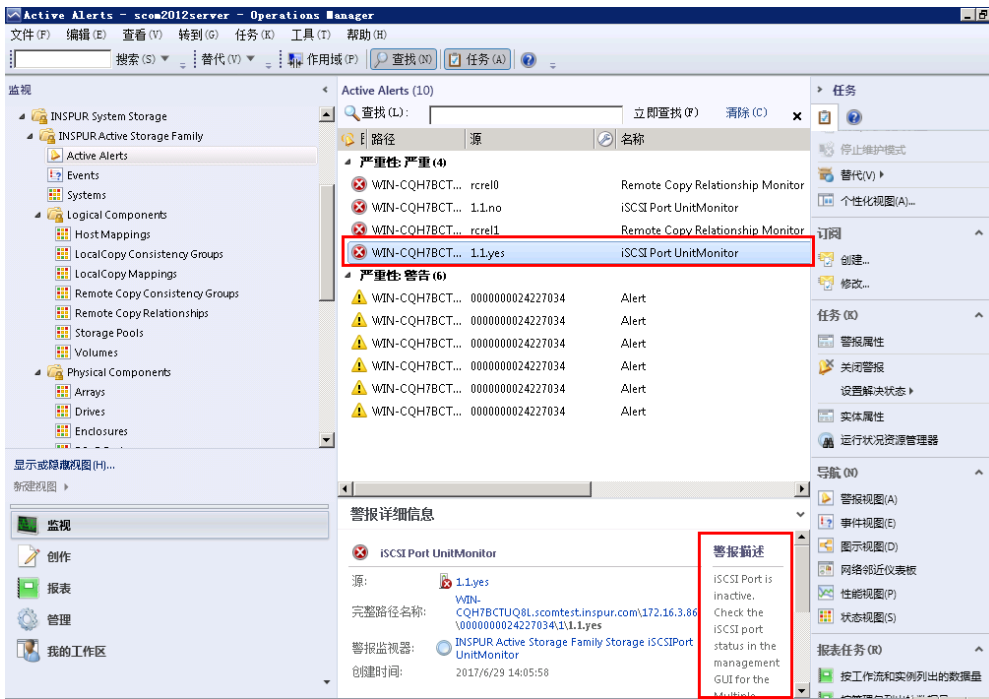 Active Alerts - scom2012server - Operations Manager
文件(F) 编辑(E) 查看(V) 转到(G) 任务(K) 工具(T) 帮助(H)
搜索(S) 替代(V) 作用域(P) 查找(N) 任务(A)
监视
INSPUR System Storage
INSPUR Active Storage Family
Active Alerts
Events
Systems
Logical Components
Host Mappings
LocalCopy Consistency Groups
LocalCopy Mappings
Remote Copy Consistency Groups
Remote Copy Relationships
Storage Pools
Volumes
Physical Components
Arrays
Drives
Enclosures
显示或隐藏视图(H)...
新建视图
监视
创作
报表
管理
我的工作区
Active Alerts (10)
查找(L): 立即查找(F) 清除(C)
路径 源 名称
严重性: 严重 (4)
WIN-CQH7BCT... rcrel0 Remote Copy Relationship Monitor
WIN-CQH7BCT... 1.1.no iSCSI Port UnitMonitor
WIN-CQH7BCT... rcrel1 Remote Copy Relationship Monitor
WIN-CQH7BCT... 1.1.yes iSCSI Port UnitMonitor
严重性: 警告 (6)
WIN-CQH7BCT... 0000000024227034 Alert
WIN-CQH7BCT... 0000000024227034 Alert
WIN-CQH7BCT... 0000000024227034 Alert
WIN-CQH7BCT... 0000000024227034 Alert
WIN-CQH7BCT... 0000000024227034 Alert
WIN-CQH7BCT... 0000000024227034 Alert
警报详细信息
iSCSI Port UnitMonitor
源: 1.1.yes
完整路径名称: WIN-
CQH7BCTUQ8L.scomtest.inspur.com\172.16.3.86
\0000000024227034\1\1.1.yes
警报监视器: INSPUR Active Storage Family Storage iSCSIPort
UnitMonitor
创建时间: 2017/6/29 14:05:58
警报描述
iSCSI Port is
inactive.
Check the
iSCSI port
status in the
management
GUI for the
Multiple
任务
停止维护模式
替代(V)
个性化视图(A)...
订阅
创建...
修改...
任务(K)
警报属性
关闭警报
设置解决状态
实体属性
运行状况资源管理器
导航(N)
警报视图(A)
事件视图(E)
图示视图(D)
网络邻近仪表板
性能视图(P)
状态视图(S)
报表任务(R)
按工作流和实例列出的数据量